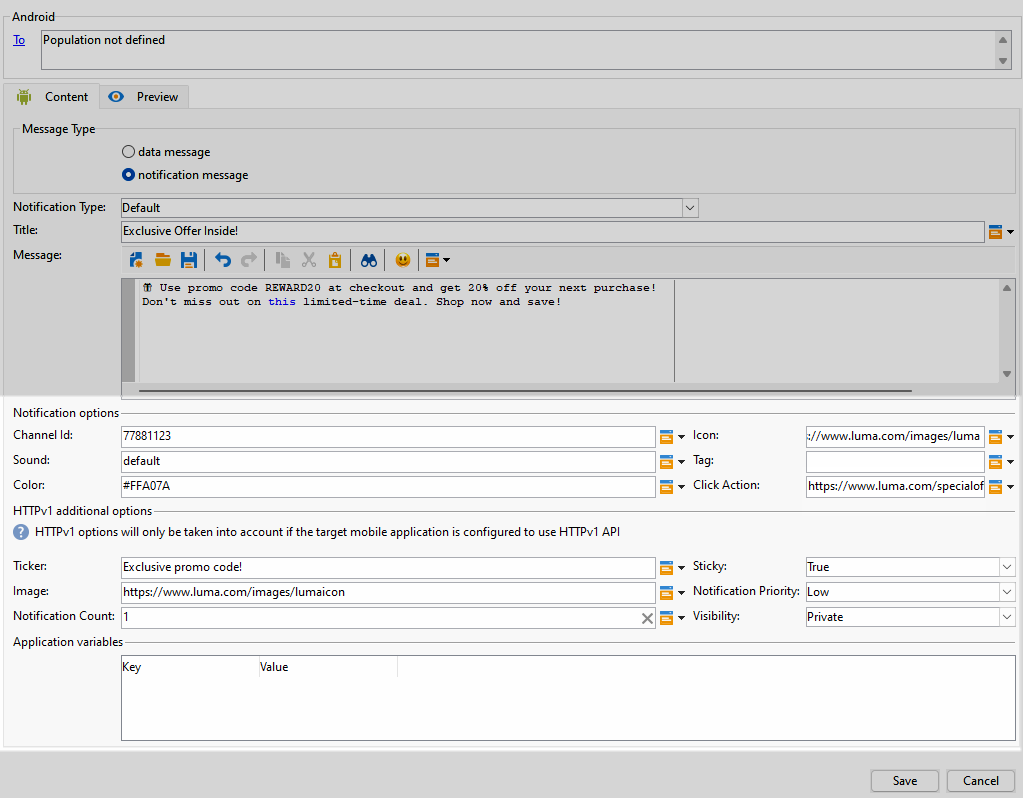 Android
To
Population not defined
Content
Preview
Message Type
data message
notification message
Notification Type: Default
Title: Exclusive Offer Inside!
Message:
Use promo code REWARD20 at checkout and get 20% off your next purchase!
Don't miss out on this limited-time deal. Shop now and save!
Notification options
Channel Id: 77881123 Icon: ://www.luma.com/images/luma
Sound: default Tag:
Color: #FFA07A Click Action: https://www.luma.com/specialof
HTTPv1 additional options
? HTTPv1 options will only be taken into account if the target mobile application is configured to use HTTPv1 API
Ticker: Exclusive promo code! Sticky: True
Image: https://www.luma.com/images/lumaicon Notification Priority: Low
Notification Count: 1 Visibility: Private
Application variables
Key Value
Save Cancel